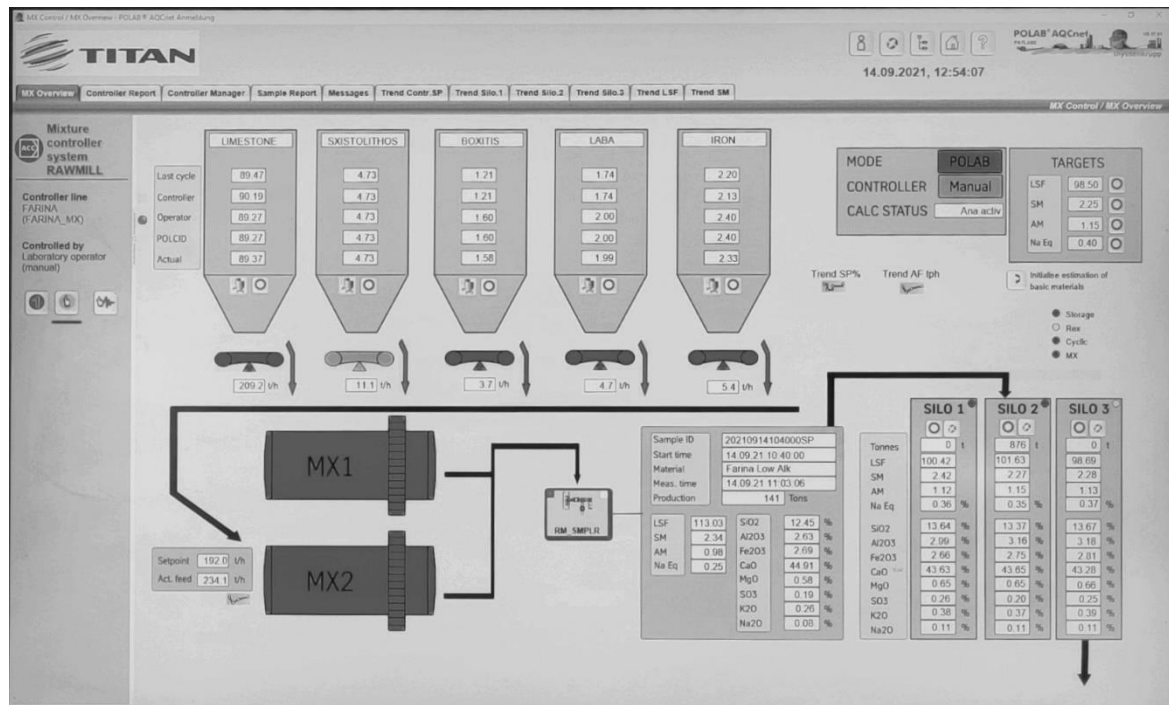 MX Control / MX Overview - POLAB ® AQCnet Anmeldung
TITAN
POLAB® AQCnet
14.09.2021, 12:54:07
MX Overview Controller Report Controller Manager Sample Report Messages Trend Contr.SP Trend Silo.1 Trend Silo.2 Trend Silo.3 Trend LSF Trend SM
MX Control / MX Overview
ACC
Mixture
controller
system
RAWMILL
Controller line
FARINA
(FARINA_MX)
Controlled by
Laboratory operator
(manual)
LIMESTONE SXISTOLITHOS BOXITIS LABA IRON
Last cycle 89.47 4.73 1.21 1.74 2.20
Controller 90.19 4.73 1.21 1.74 2.13
Operator 89.27 4.73 1.60 2.00 2.40
POLCID 89.27 4.73 1.60 2.00 2.40
Actual 89.37 4.73 1.58 1.99 2.33
209.2 t/h 11.1 t/h 3.7 t/h 4.7 t/h 5.4 t/h
MODE POLAB
CONTROLLER Manual
CALC STATUS Ana activ
TARGETS
LSF 98.50
SM 2.25
AM 1.15
Na Eq 0.40
Trend SP% Trend AF tph
Initialise estimation of
basic materials
Storage
Rex
Cyclic
MX
MX1
MX2
Setpoint 192.0 t/h
Act. feed 234.1 t/h
RM_SMPLR
Sample ID 20210914104000SP
Start time 14.09.21 10:40:00
Material Farina Low Alk
Meas. time 14.09.21 11:03:06
Production 141 Tons
LSF 113.03
SM 2.34
AM 0.98
Na Eq 0.25
SiO2 12.45 %
Al2O3 2.63 %
Fe2O3 2.69 %
CaO 44.91 %
MgO 0.58 %
SO3 0.19 %
K2O 0.26 %
Na2O 0.08 %
SILO 1 SILO 2 SILO 3
Tonnes 0 t 876 t 0 t
LSF 100.42 101.63 98.69
SM 2.42 2.27 2.28
AM 1.12 1.15 1.13
Na Eq 0.36 % 0.35 % 0.37 %
SiO2 13.64 % 13.37 % 13.67 %
Al2O3 2.99 % 3.16 % 3.18 %
Fe2O3 2.66 % 2.75 % 2.81 %
CaO 43.63 % 43.65 % 43.28 %
MgO 0.65 % 0.65 % 0.66 %
SO3 0.26 % 0.20 % 0.25 %
K2O 0.38 % 0.37 % 0.39 %
Na2O 0.11 % 0.11 % 0.11 %